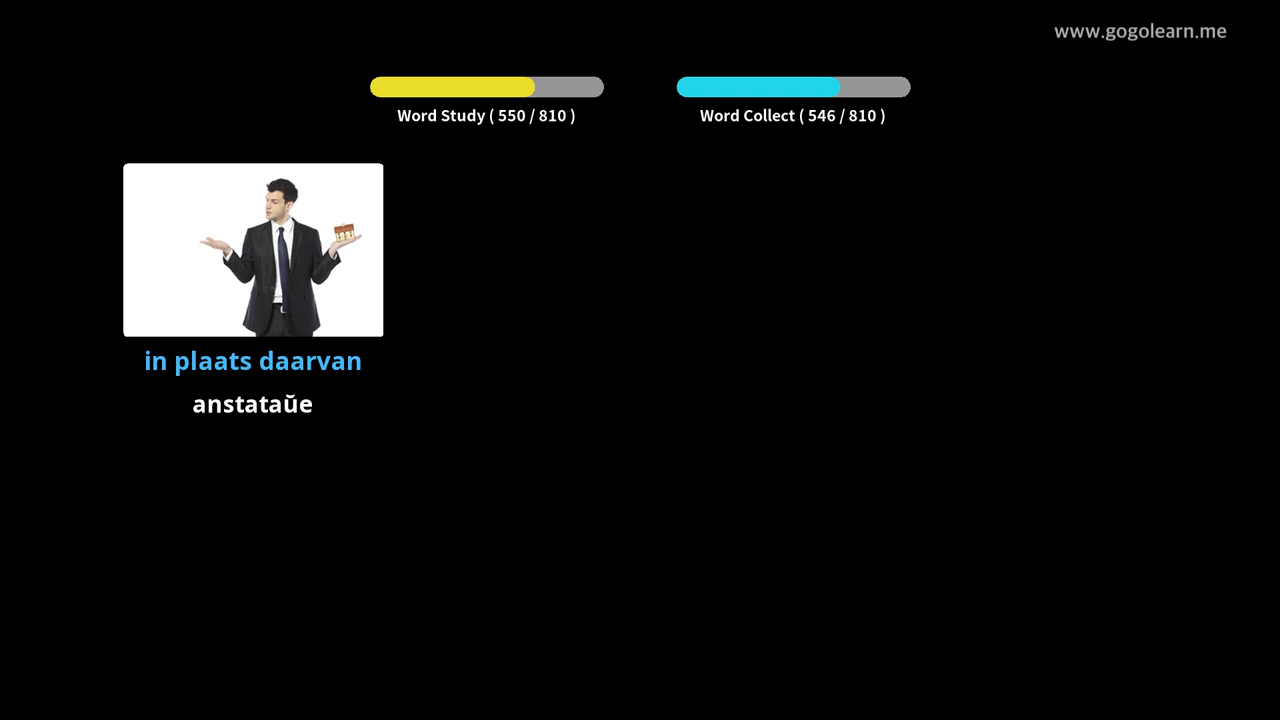 www.gogolearn.me
Word Study ( 550 / 810 )
Word Collect ( 546 / 810 )
in plaats daarvan
anstataŭe